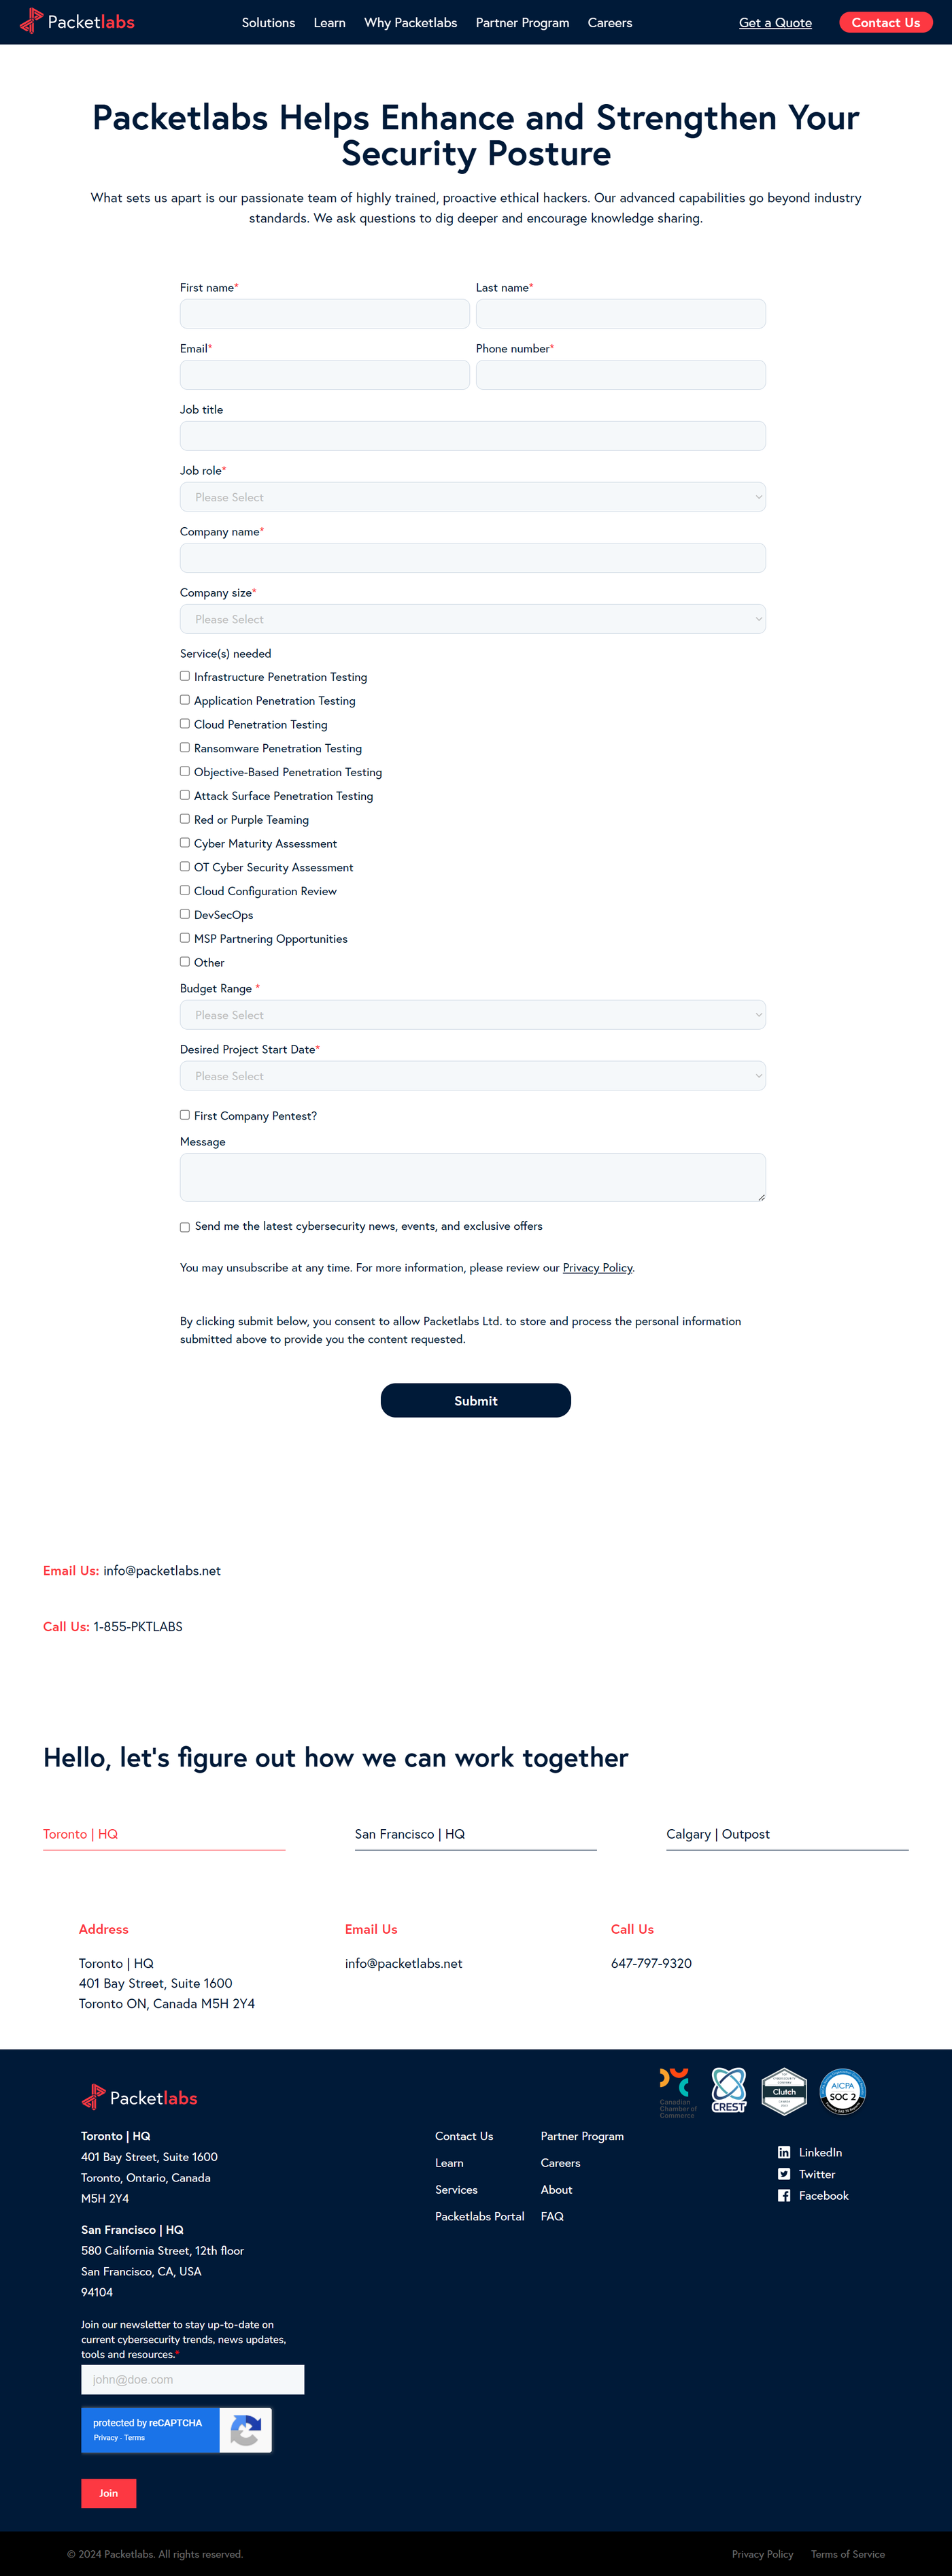 Packetlabs
Solutions
Learn
Why Packetlabs
Partner Program
Careers
Get a Quote
Contact Us
Packetlabs Helps Enhance and Strengthen Your
Security Posture
What sets us apart is our passionate team of highly trained, proactive ethical hackers. Our advanced capabilities go beyond industry
standards. We ask questions to dig deeper and encourage knowledge sharing.
First name*
Last name*
Email*
Phone number*
Job title
Job role*
Please Select
Company name*
Company size*
Please Select
Service(s) needed
Infrastructure Penetration Testing
Application Penetration Testing
Cloud Penetration Testing
Ransomware Penetration Testing
Objective-Based Penetration Testing
Attack Surface Penetration Testing
Red or Purple Teaming
Cyber Maturity Assessment
OT Cyber Security Assessment
Cloud Configuration Review
DevSecOps
MSP Partnering Opportunities
Other
Budget Range *
Please Select
Desired Project Start Date*
Please Select
First Company Pentest?
Message
Send me the latest cybersecurity news, events, and exclusive offers
You may unsubscribe at any time. For more information, please review our Privacy Policy.
By clicking submit below, you consent to allow Packetlabs Ltd. to store and process the personal information
submitted above to provide you the content requested.
Submit
Email Us: info@packetlabs.net
Call Us: 1-855-PKTLABS
Hello, let's figure out how we can work together
Toronto | HQ
San Francisco | HQ
Calgary | Outpost
Address
Toronto | HQ
401 Bay Street, Suite 1600
Toronto ON, Canada M5H 2Y4
Email Us
info@packetlabs.net
Call Us
647-797-9320
Packetlabs
Canadian
Chamber of
Commerce
CREST
Clutch
AICPA
SOC 2
Toronto | HQ
401 Bay Street, Suite 1600
Toronto, Ontario, Canada
M5H 2Y4
San Francisco | HQ
580 California Street, 12th floor
San Francisco, CA, USA
94104
Contact Us
Learn
Services
Packetlabs Portal
Partner Program
Careers
About
FAQ
LinkedIn
Twitter
Facebook
Join our newsletter to stay up-to-date on
current cybersecurity trends, news updates,
tools and resources.*
john@doe.com
protected by reCAPTCHA
Privacy - Terms
Join
© 2024 Packetlabs. All rights reserved.
Privacy Policy
Terms of Service